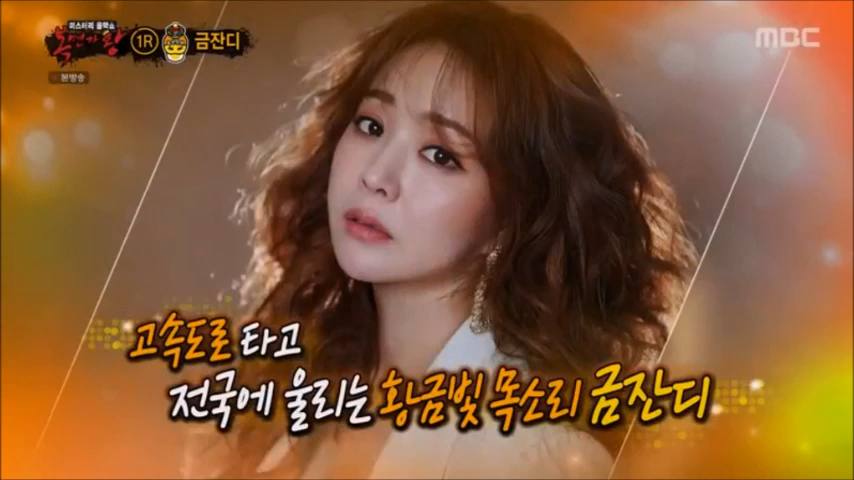 미스터리 음악쇼
복면가왕 1R 금잔디
본방송
MBC
고속도로 타고
전국에 울리는 황금빛 목소리 금잔디